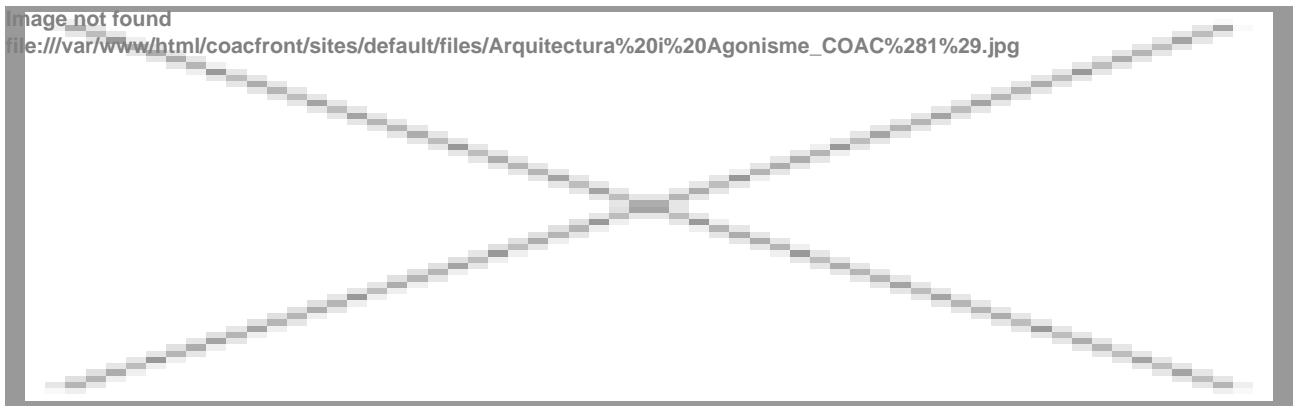 Image not found
file:///var/www/html/coacfront/sites/default/files/Arquitectura%20i%20Agonisme_COAC%281%29.jpg